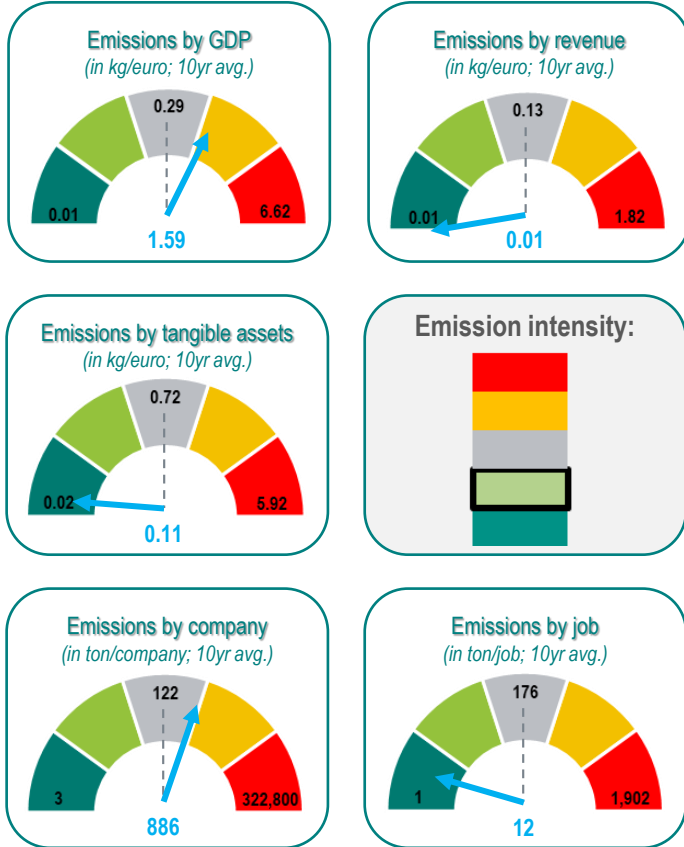 Emissions by GDP
(in kg/euro; 10yr avg.)
0.29
0.01
6.62
1.59
Emissions by revenue
(in kg/euro; 10yr avg.)
0.13
0.01
1.82
0.01
Emissions by tangible assets
(in kg/euro; 10yr avg.)
0.72
0.02
5.92
0.11
Emission intensity:
Emissions by company
(in ton/company; 10yr avg.)
122
3
322,800
886
Emissions by job
(in ton/job; 10yr avg.)
176
1
1,902
12